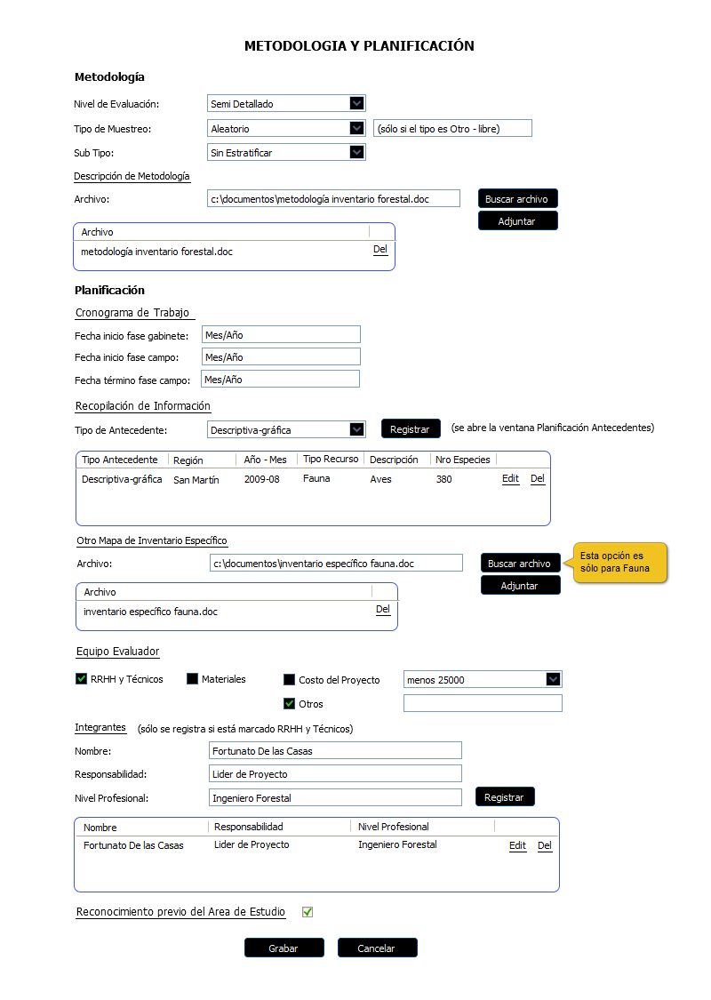 METODOLOGIA Y PLANIFICACIÓN
Metodología
Nivel de Evaluación: Semi Detallado
Tipo de Muestreo: Aleatorio (sólo si el tipo es Otro - libre)
Sub Tipo: Sin Estratificar
Descripción de Metodología
Archivo: c:\documentos\metodología inventario forestal.doc Buscar archivo
Adjuntar
Archivo
metodología inventario forestal.doc Del
Planificación
Cronograma de Trabajo
Fecha inicio fase gabinete: Mes/Año
Fecha inicio fase campo: Mes/Año
Fecha término fase campo: Mes/Año
Recopilación de Información
Tipo de Antecedente: Descriptiva-gráfica Registrar (se abre la ventana Planificación Antecedentes)
Tipo Antecedente Región Año - Mes Tipo Recurso Descripción Nro Especies
Descriptiva-gráfica San Martín 2009-08 Fauna Aves 380 Edit Del
Otro Mapa de Inventario Específico
Archivo: c:\documentos\inventario específico fauna.doc Buscar archivo
Esta opción es
sólo para Fauna
Adjuntar
Archivo
inventario específico fauna.doc Del
Equipo Evaluador
RRHH y Técnicos Materiales Costo del Proyecto menos 25000
Otros
Integrantes (sólo se registra si está marcado RRHH y Técnicos)
Nombre: Fortunato De las Casas
Responsabilidad: Lider de Proyecto
Nivel Profesional: Ingeniero Forestal Registrar
Nombre Responsabilidad Nivel Profesional
Fortunato De las Casas Lider de Proyecto Ingeniero Forestal Edit Del
Reconocimiento previo del Area de Estudio
Grabar Cancelar